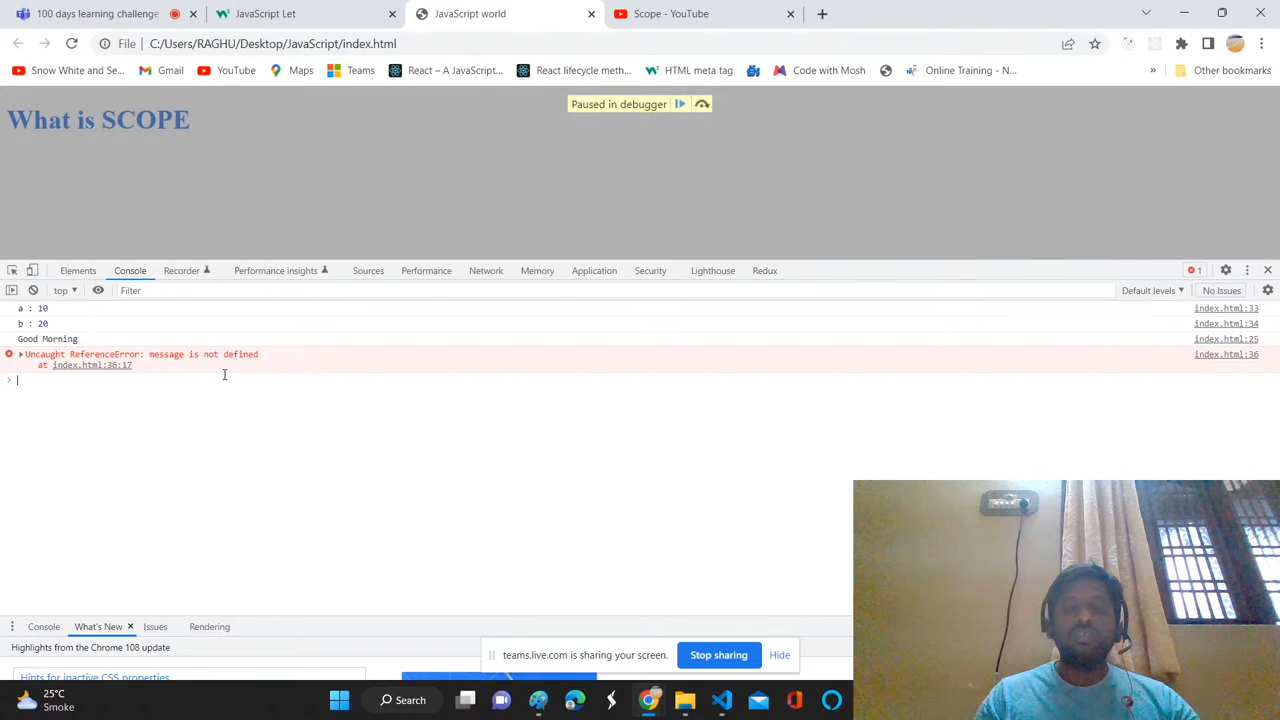 100 days learning challenge
JavaScript Let
JavaScript world
Scope - YouTube
File
C:/Users/RAGHU/Desktop/JavaScript/index.html
Snow White and Se...
Gmail
YouTube
Maps
Teams
React – A JavaScript...
React lifecycle meth...
HTML meta tag
Code with Mosh
Online Training - N...
»
Other bookmarks
Paused in debugger
What is SCOPE
Elements
Console
Recorder
Performance insights
Sources
Performance
Network
Memory
Application
Security
Lighthouse
Redux
1
top
Filter
Default levels
No Issues
a : 10
index.html:33
b : 20
index.html:34
Good Morning
index.html:25
Uncaught ReferenceError: message is not defined
index.html:36
at index.html:36:17
Console
What's New
Issues
Rendering
Highlights from the Chrome 108 update
Hints for inactive CSS properties
teams.live.com is sharing your screen.
Stop sharing
Hide
25°C
Smoke
Search